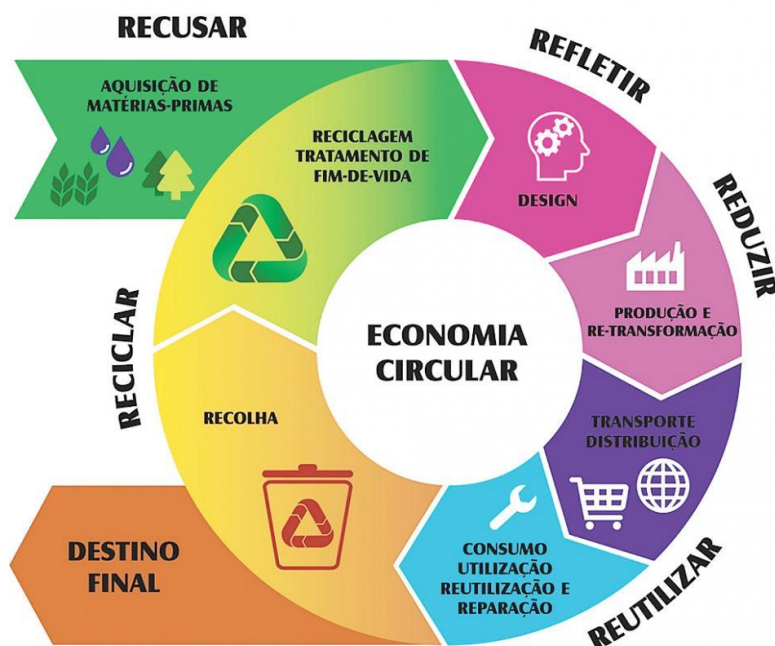 RECUSAR
AQUISIÇÃO DE
MATÉRIAS-PRIMAS
RECICLAGEM
TRATAMENTO DE
FIM-DE-VIDA
REFLETIR
DESIGN
REDUZIR
PRODUÇÃO E
RE-TRANSFORMAÇÃO
ECONOMIA
CIRCULAR
TRANSPORTE
DISTRIBUIÇÃO
REUTILIZAR
CONSUMO
UTILIZAÇÃO
REUTILIZAÇÃO E
REPARAÇÃO
RECICLAR
RECOLHA
DESTINO
FINAL